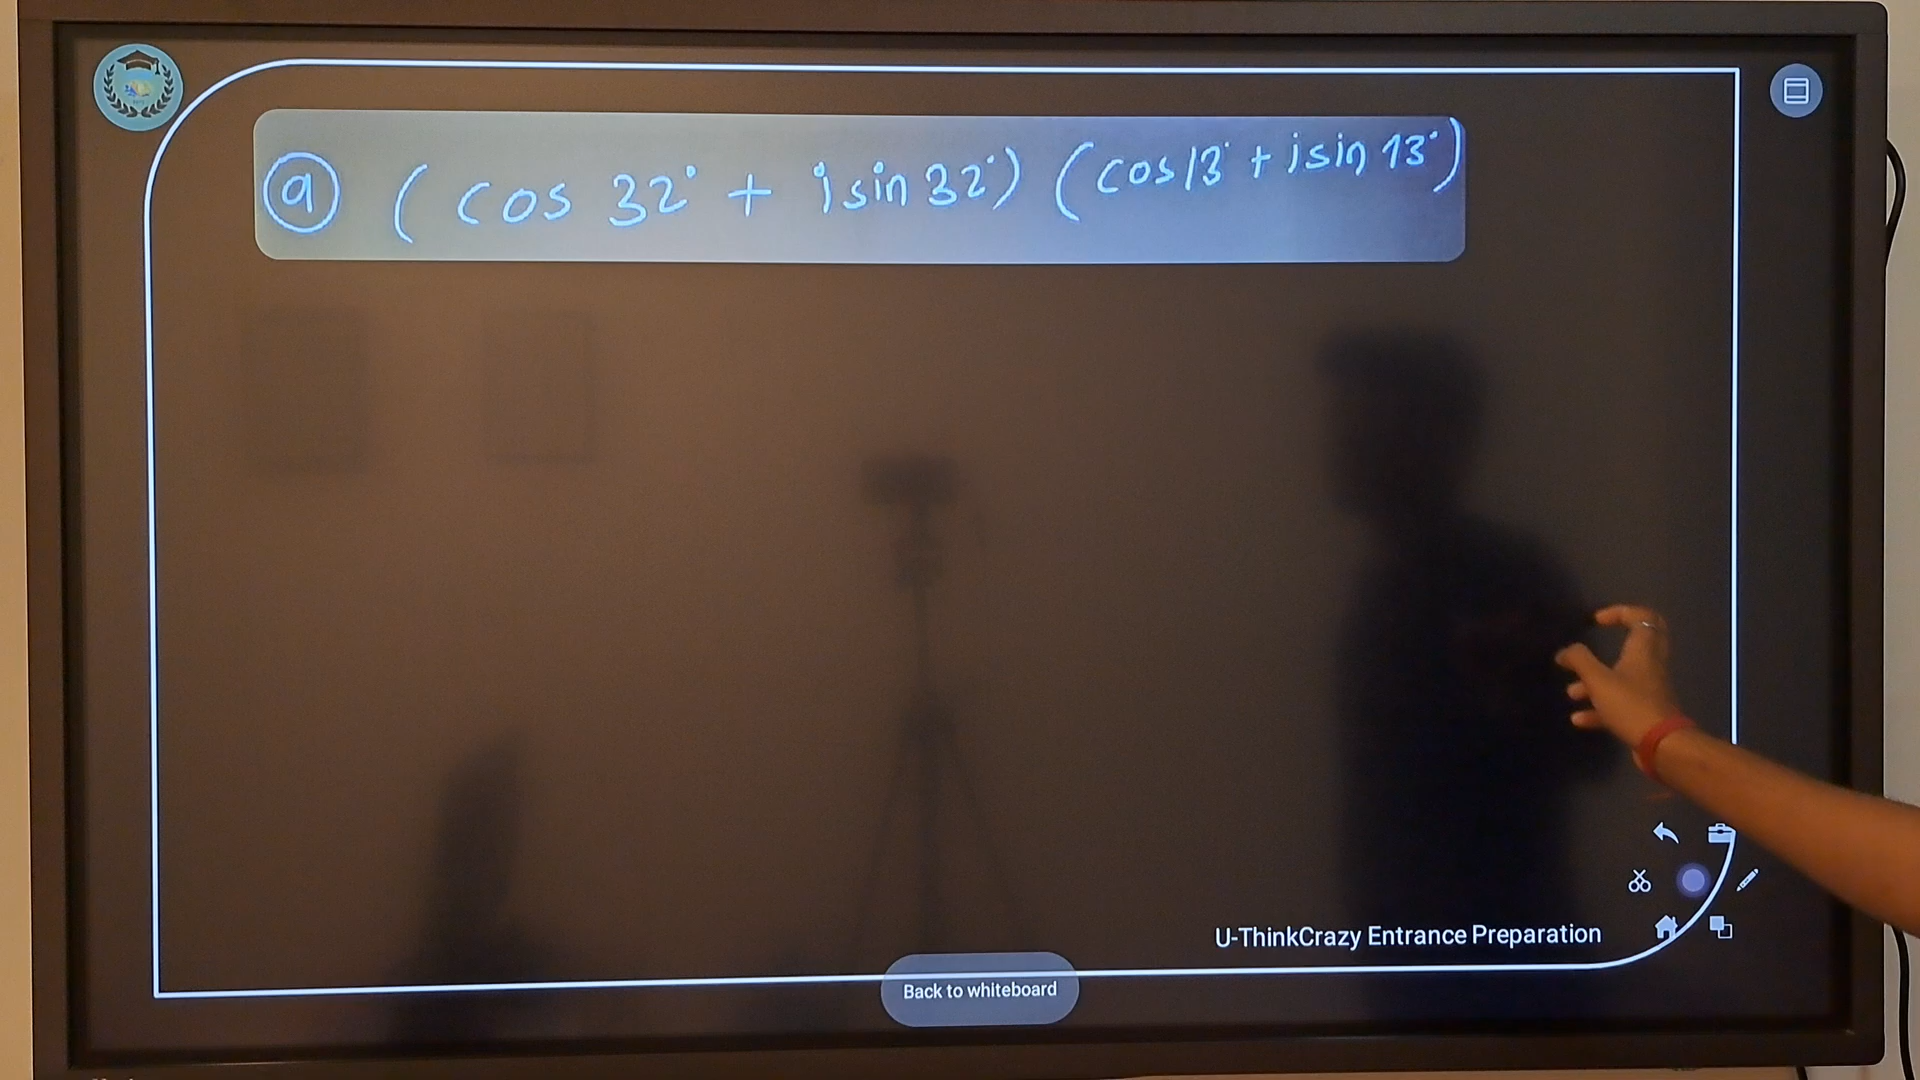 ⓐ (cos 32° + i sin 32°) (cos 13° + i sin 13°)
U-ThinkCrazy Entrance Preparation
Back to whiteboard